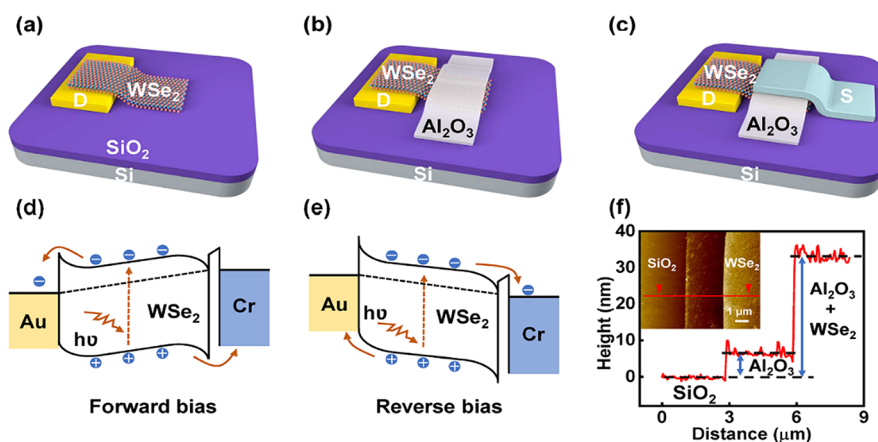 (a)
WSe2
D
SiO2
Si
(b)
WSe2
D
Al2O3
Si
(c)
WSe2
D
S
Al2O3
Si
(d)
Au
hυ
WSe2
Cr
Forward bias
(e)
Au
hυ
WSe2
Cr
Reverse bias
(f)
Height (nm)
40
30
20
10
0
SiO2
WSe2
1 μm
Al2O3
+
WSe2
Al2O3
SiO2
0
3
6
9
Distance (μm)